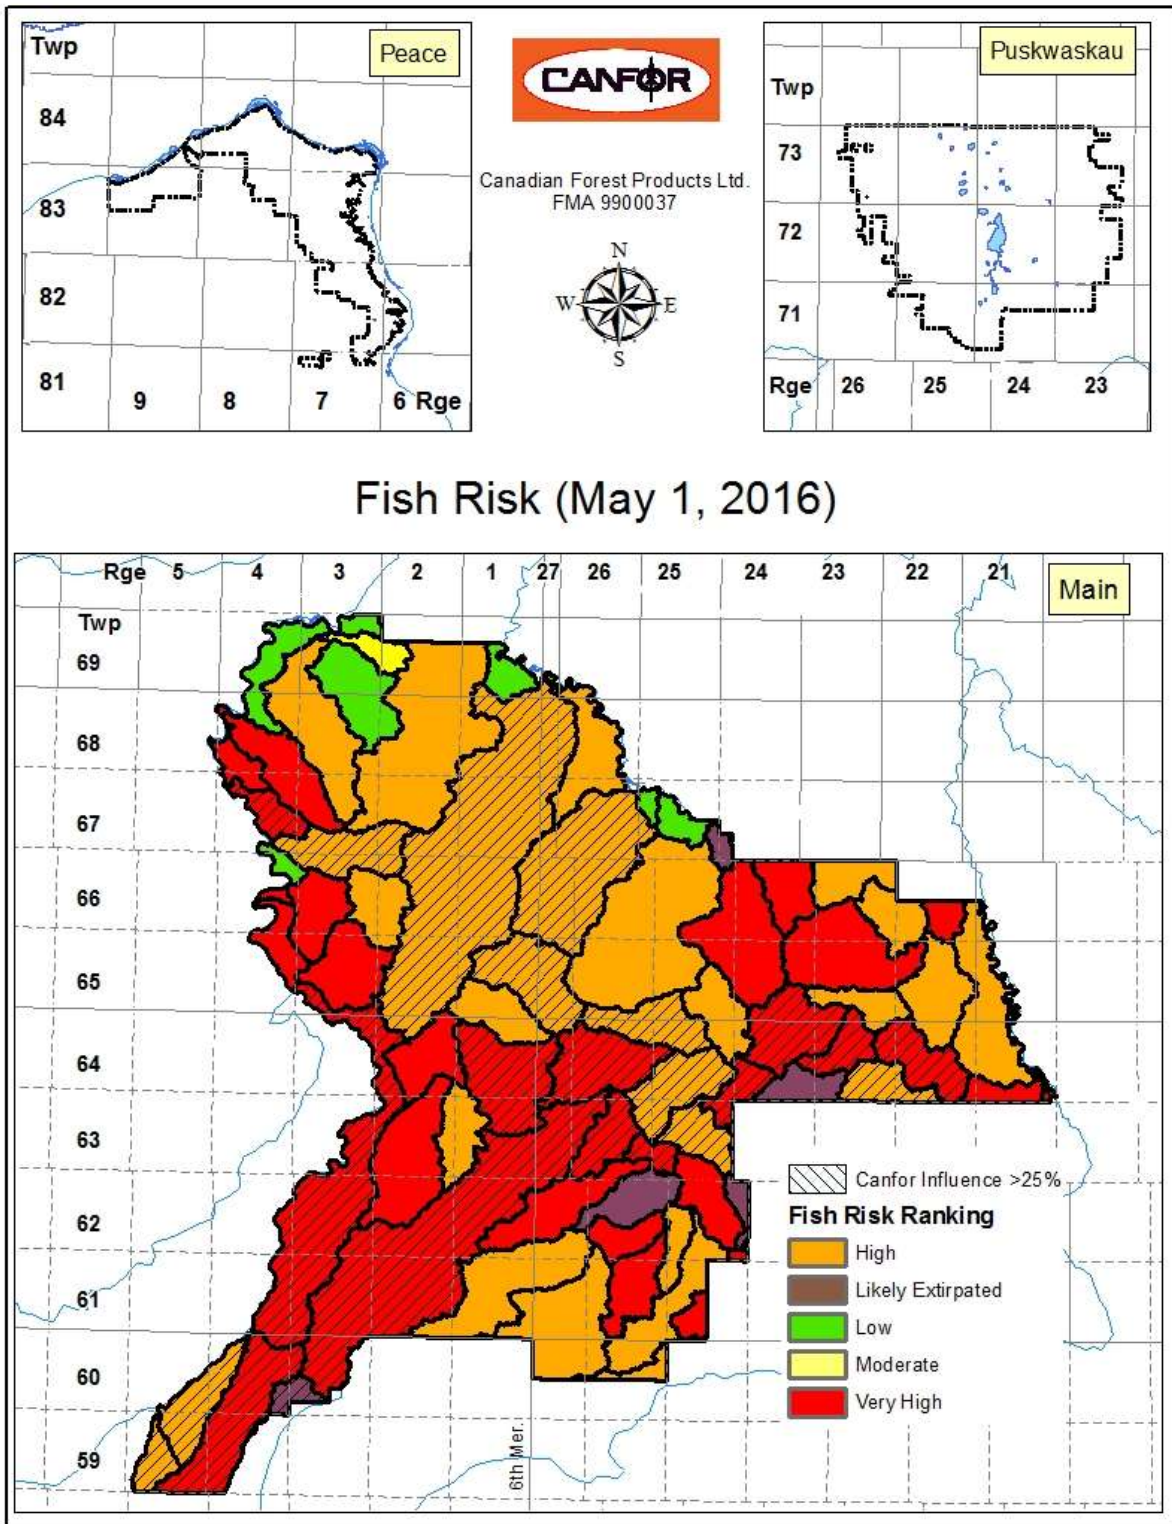 Twp
Peace
84
83
82
81
9 8 7 6 Rge
CANFOR
Canadian Forest Products Ltd.
FMA 9900037
N
W E
S
Puskwaskau
Twp
73
72
71
Rge 26 25 24 23
Fish Risk (May 1, 2016)
Rge 5 4 3 2 1 27 26 25 24 23 22 21
Main
Twp
69
68
67
66
65
64
63
62
61
60
59
6th Mer.
Canfor Influence >25%
Fish Risk Ranking
High
Likely Extirpated
Low
Moderate
Very High